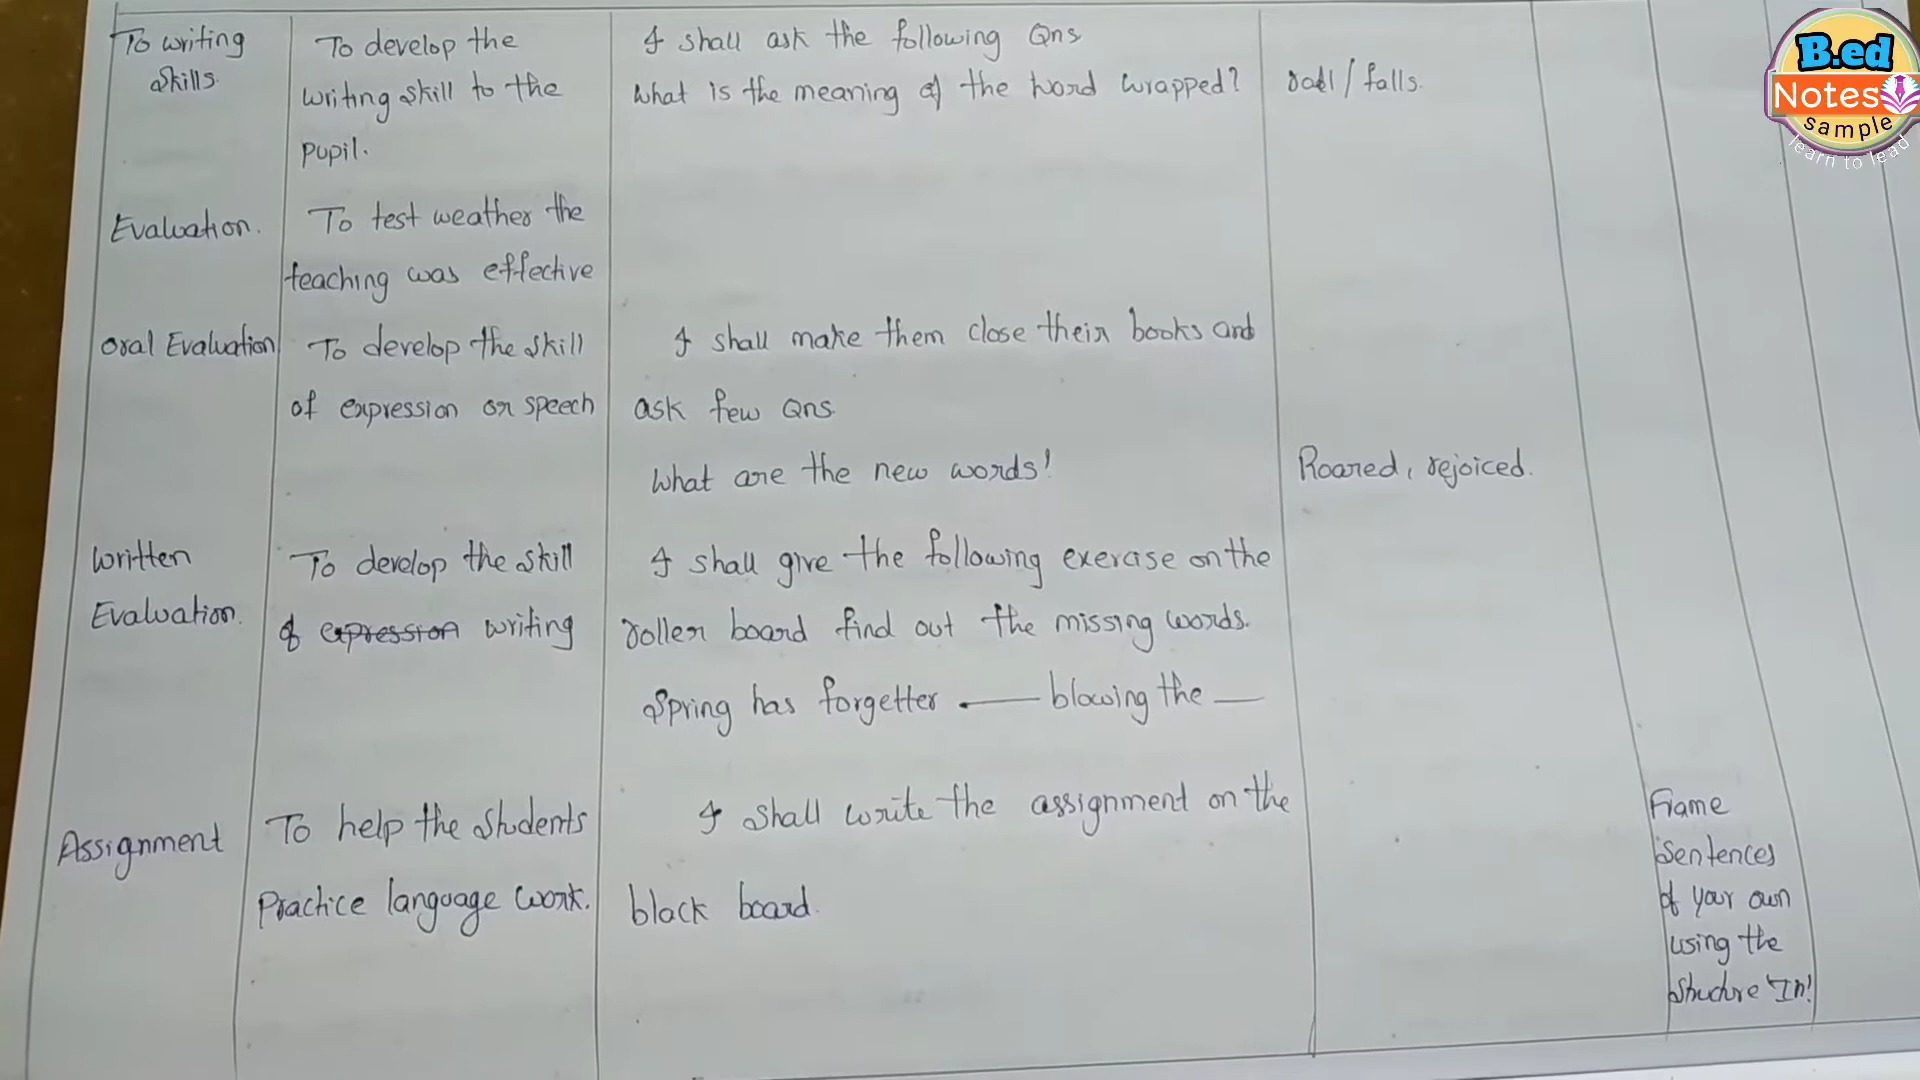 To writing
skills.
To develop the
writing skill to the
pupil.
I shall ask the following Qns
What is the meaning of the word wrapped?
/ falls.
Evaluation.
To test weather the
teaching was effective
Oral Evaluation
To develop the skill
of expression or speech
I shall make them close their books and
ask few Qns.
What are the new words!
Roared, rejoiced.
Written
Evaluation.
To develop the skill
of expression writing
I shall give the following exercise on the
roller board find out the missing words.
Spring has forgetter — blowing the —
Assignment
To help the students
Practice language work.
I shall write the assignment on the
black board.
Frame
Sentences
of your own
using the
structure 'In'
B.ed
Notes
sample
learn to lead